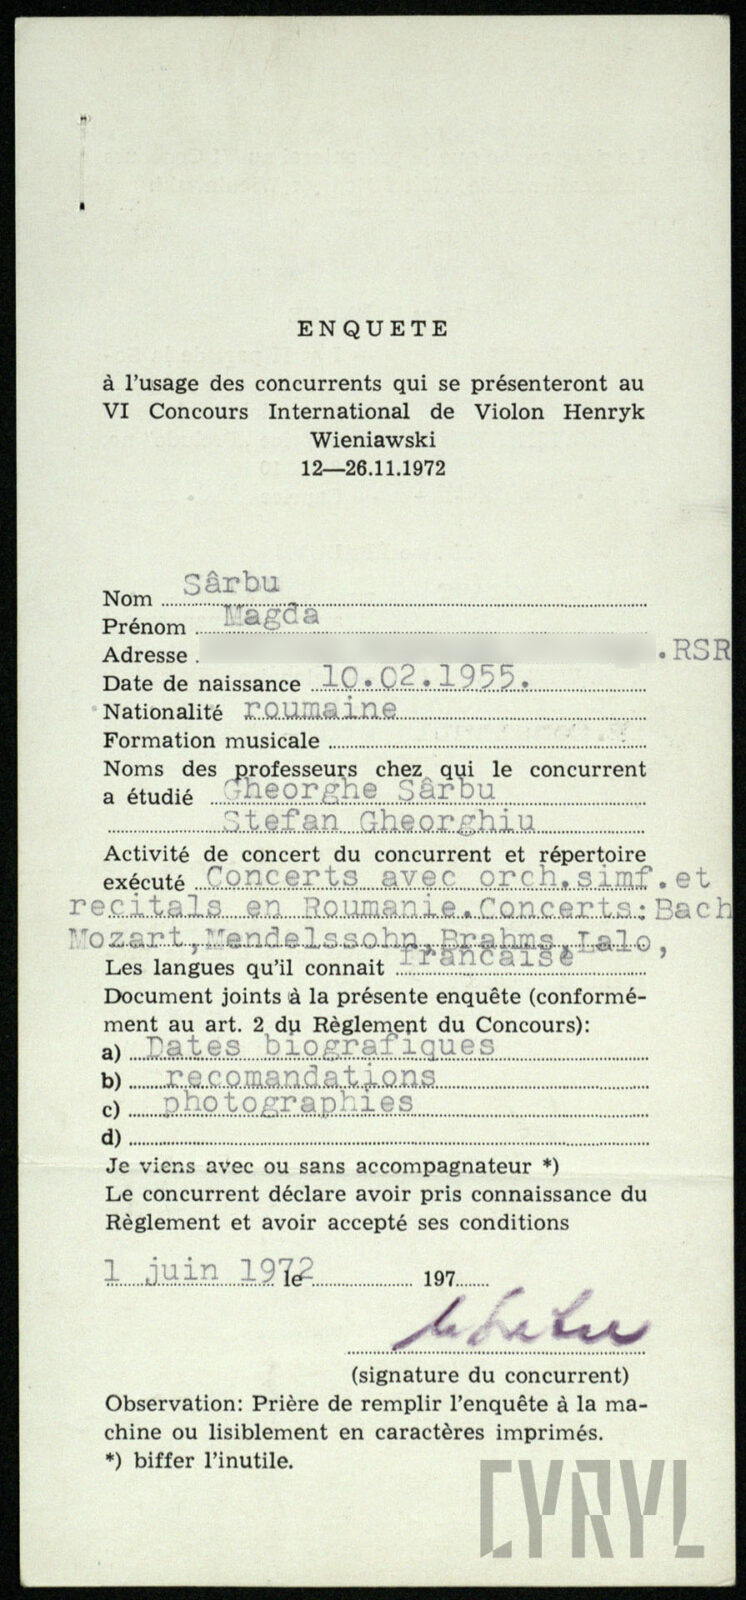 ENQUETE
à l'usage des concurrents qui se présenteront au
VI Concours International de Violon Henryk
Wieniawski
12—26.11.1972
Nom Sârbu
Prénom Magda
Adresse .RSR
Date de naissance 10.02.1955.
Nationalité roumaine
Formation musicale
Noms des professeurs chez qui le concurrent
a étudié Gheorghe Sârbu
Stefan Gheorghiu
Activité de concert du concurrent et répertoire
exécuté Concerts avec orch.simf.et
recitals en Roumanie.Concerts:Bach
Mozart,Mendelssohn,Brahms,Lalo,
Les langues qu'il connait francaise
Document joints à la présente enquête (conformé-
ment au art. 2 du Règlement du Concours):
a) Dates biografiques
b) recomandations
c) photographies
d)
Je viens avec ou sans accompagnateur *)
Le concurrent déclare avoir pris connaissance du
Règlement et avoir accepté ses conditions
1 juin 1972 le 197
(signature du concurrent)
Observation: Prière de remplir l'enquête à la ma-
chine ou lisiblement en caractères imprimés.
*) biffer l'inutile.
CYRYL